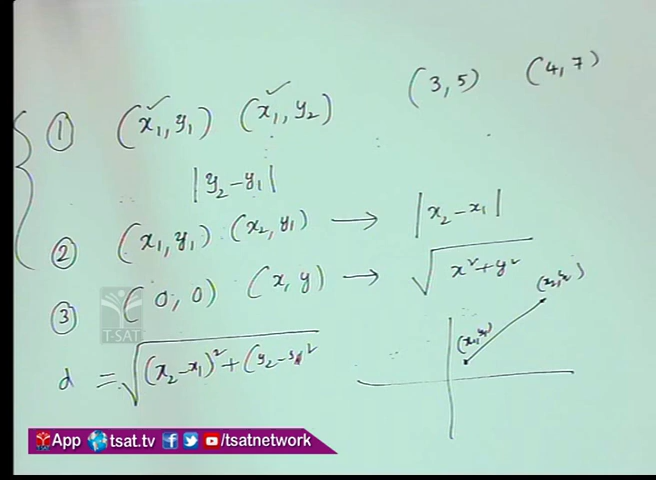 (3, 5) (4, 7)
① (x₁, y₁) (x₁, y₂)
|y₂ - y₁|
② (x₁, y₁) (x₂, y₁) → |x₂ - x₁|
③ (0, 0) (x, y) → √x² + y²
(x₂, y₂)
(x₁, y₁)
d = √(x₂ - x₁)² + (y₂ - y₁)²
T-SAT
App tsat.tv /tsatnetwork